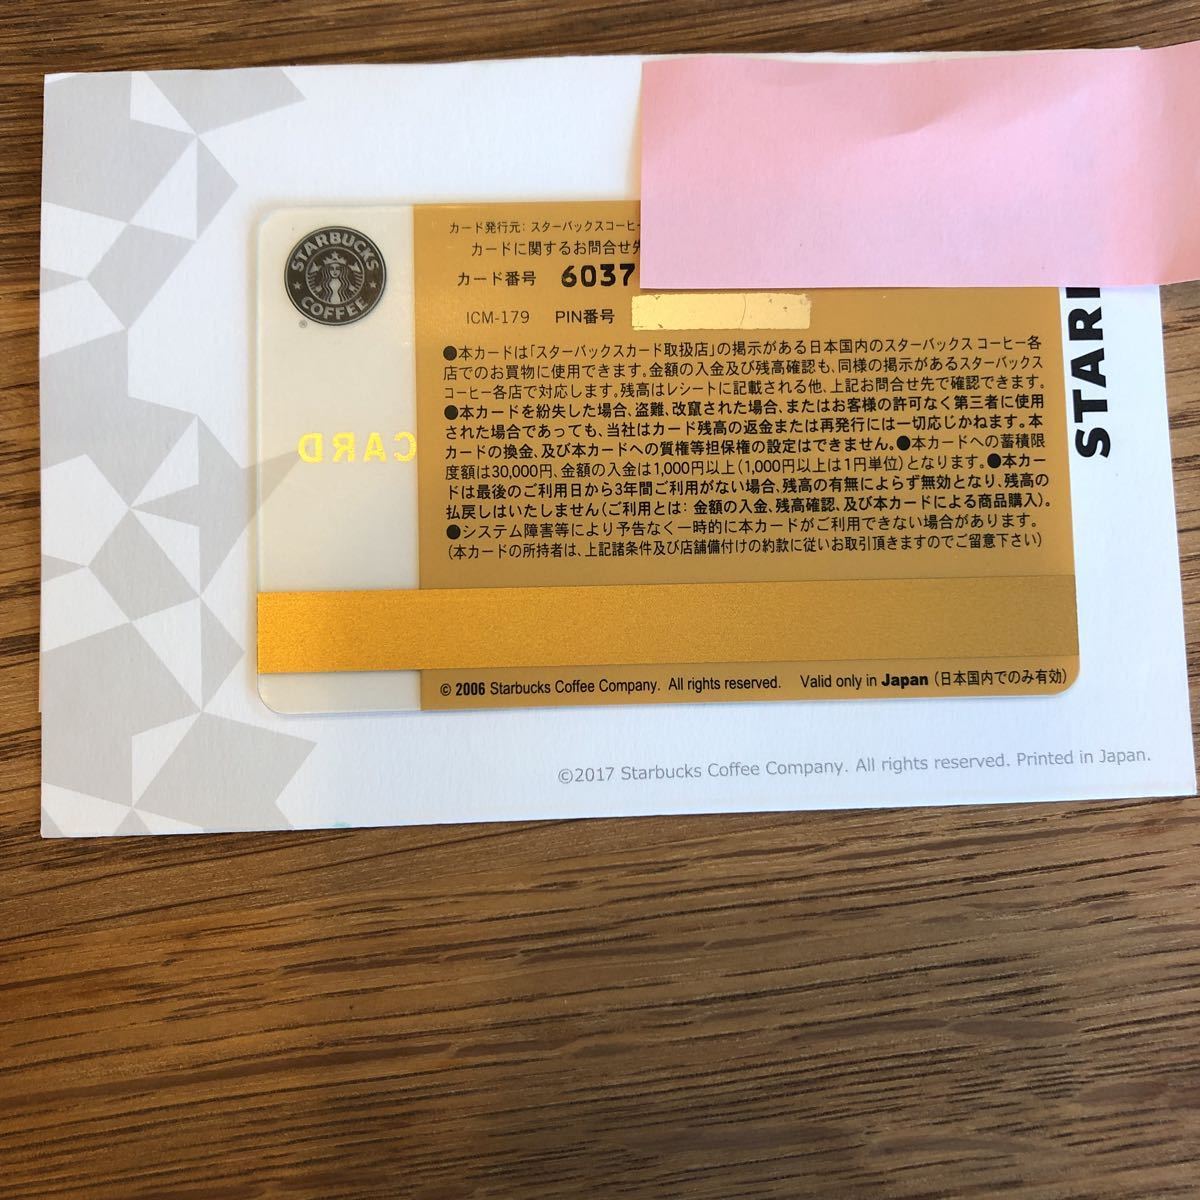 STARBUCKS
COFFEE
®
カード発行元: スターバックスコーヒー
カードに関するお問合せ先
カード番号 6037
ICM-179 PIN番号
●本カードは「スターバックスカード取扱店」の掲示がある日本国内のスターバックス コーヒー各
店でのお買物に使用できます。金額の入金及び残高確認も、同様の掲示があるスターバックス
コーヒー各店で対応します。残高はレシートに記載される他、上記お問合せ先で確認できます。
●本カードを紛失した場合、盗難、改竄された場合、またはお客様の許可なく第三者に使用
された場合であっても、当社はカード残高の返金または再発行には一切応じかねます。本
カードの換金、及び本カードへの質権等担保権の設定はできません。●本カードへの蓄積限
度額は30,000円、金額の入金は1,000円以上(1,000円以上は1円単位)となります。●本カー
ドは最後のご利用日から3年間ご利用がない場合、残高の有無によらず無効となり、残高の
払戻しはいたしません(ご利用とは: 金額の入金、残高確認、及び本カードによる商品購入)。
●システム障害等により予告なく一時的に本カードがご利用できない場合があります。
(本カードの所持者は、上記諸条件及び店舗備付けの約款に従いお取引頂きますのでご留意下さい)
CARD
© 2006 Starbucks Coffee Company. All rights reserved. Valid only in Japan (日本国内でのみ有効)
STAR
©2017 Starbucks Coffee Company. All rights reserved. Printed in Japan.